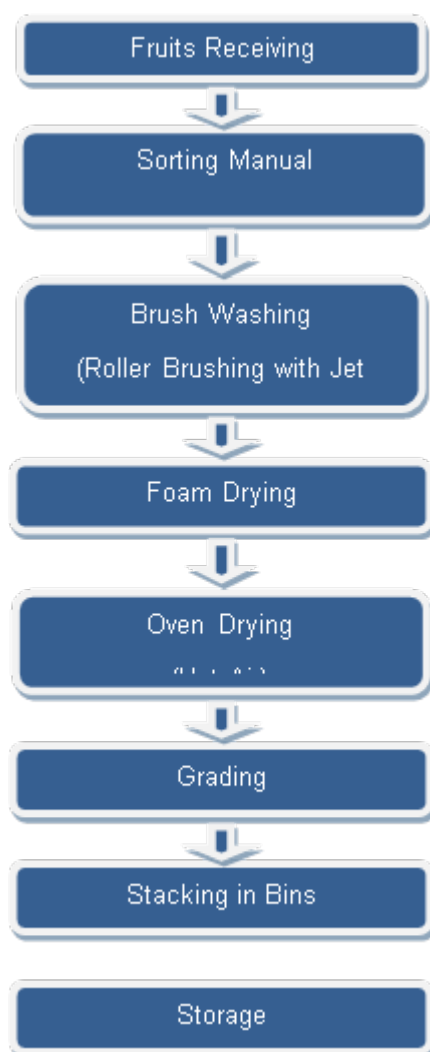 Fruits Receiving
Sorting Manual
Brush Washing
(Roller Brushing with Jet
Foam Drying
Oven Drying
Grading
Stacking in Bins
Storage